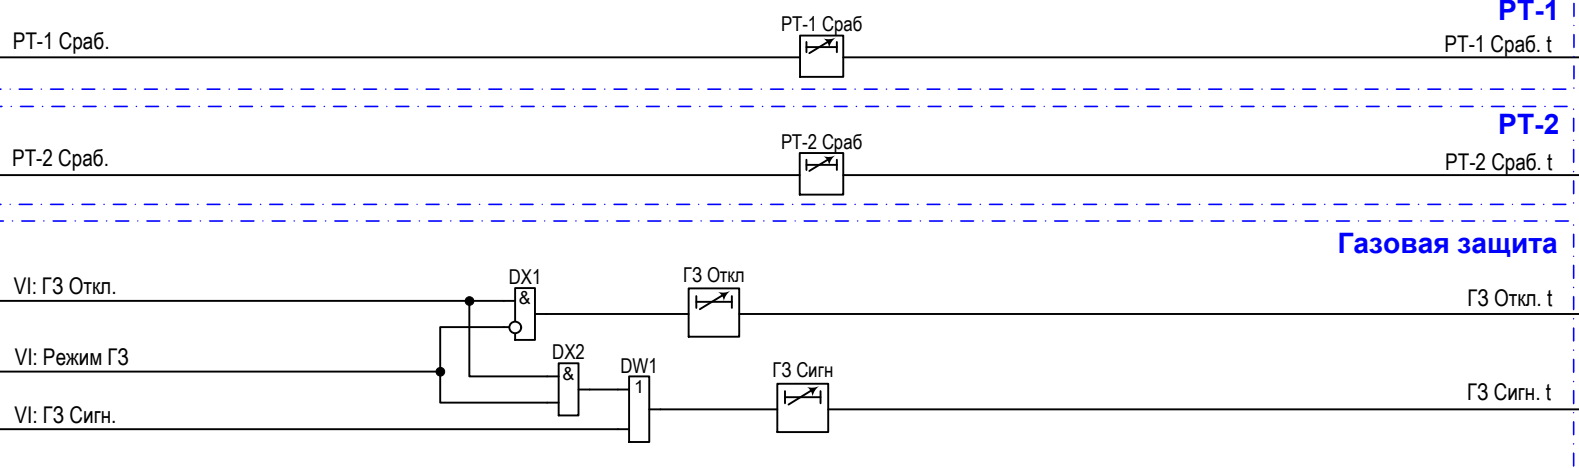 РТ-1
РТ-1 Сраб
РТ-1 Сраб.
РТ-1 Сраб. t
РТ-2
РТ-2 Сраб
РТ-2 Сраб.
РТ-2 Сраб. t
Газовая защита
VI: ГЗ Откл.
DX1
&
ГЗ Откл
ГЗ Откл. t
VI: Режим ГЗ
DX2
&
DW1
1
ГЗ Сигн
ГЗ Сигн. t
VI: ГЗ Сигн.